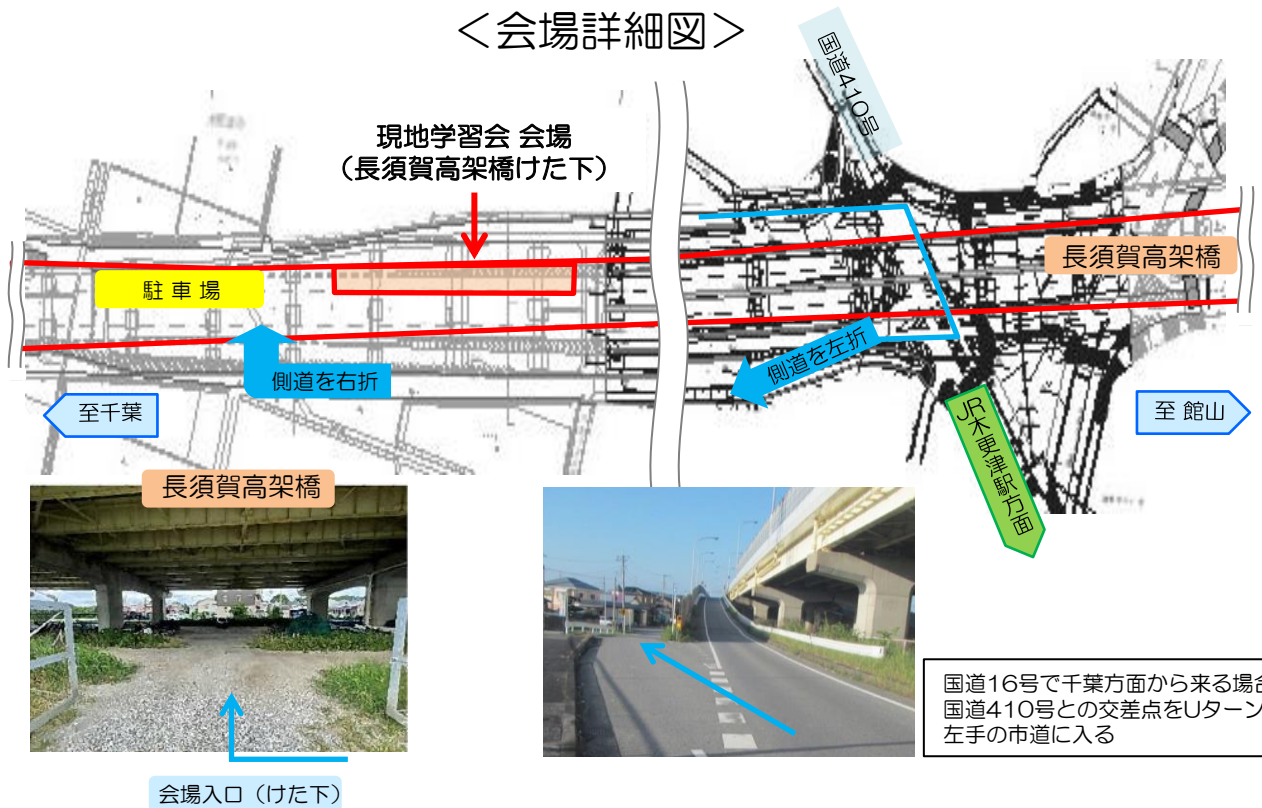 ＜会場詳細図＞
国道410号
現地学習会 会場
（長須賀高架橋けた下）
長須賀高架橋
駐 車 場
側道を右折
側道を左折
至千葉
至 館山
JR木更津駅方面
長須賀高架橋
会場入口（けた下）
国道16号で千葉方面から来る場合
国道410号との交差点をUターン
左手の市道に入る